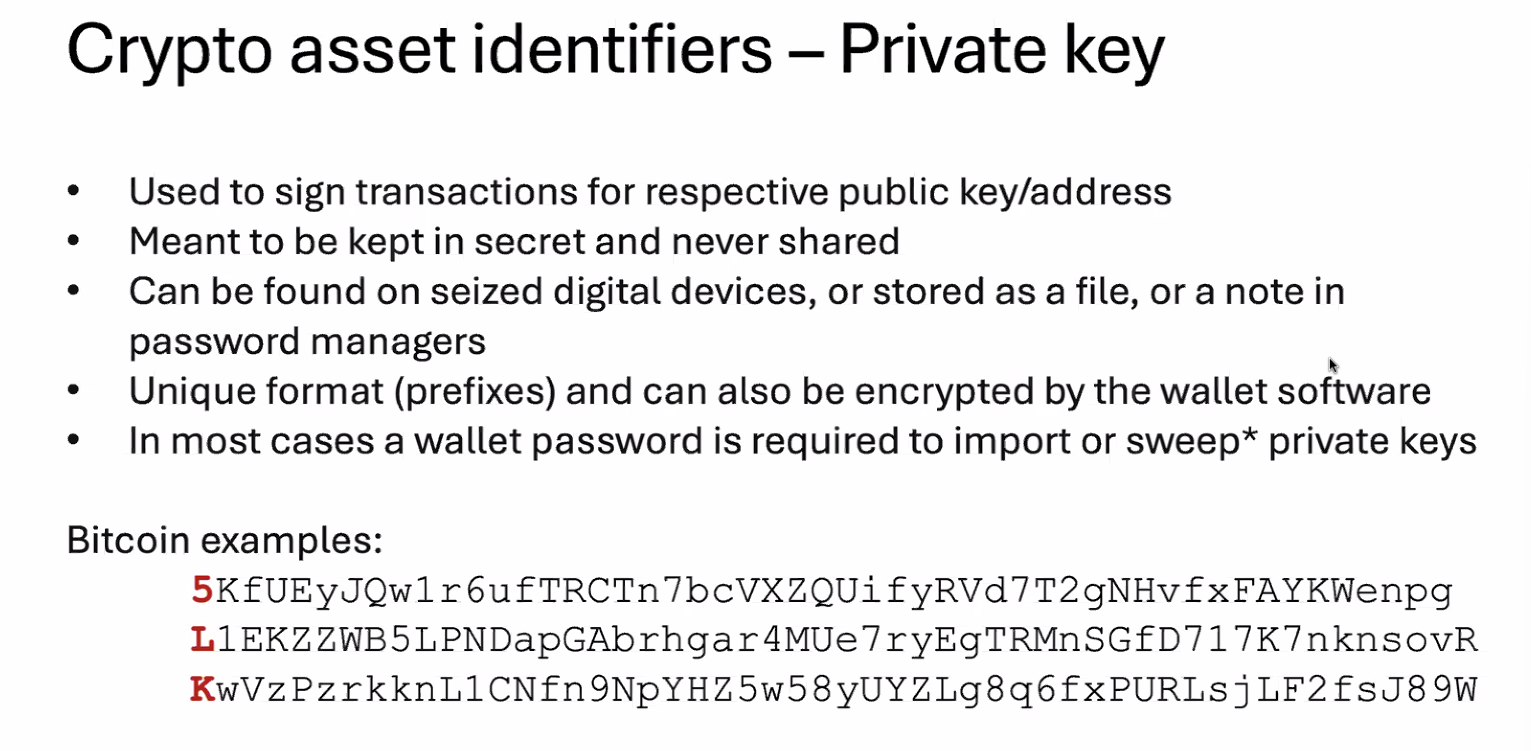 Crypto asset identifiers – Private key
• Used to sign transactions for respective public key/address
• Meant to be kept in secret and never shared
• Can be found on seized digital devices, or stored as a file, or a note in
password managers
• Unique format (prefixes) and can also be encrypted by the wallet software
• In most cases a wallet password is required to import or sweep* private keys
Bitcoin examples:
5KfUEyJQw1r6ufTRCTn7bcVXZQUifyRVd7T2gNHvfxFAYKWenpg
L1EKZZWB5LPNDapGAbrhgar4MUe7ryEgTRMnSGfD717K7nknsovR
KwVzPzrkknL1CNfn9NpYHZ5w58yUYZLg8q6fxPURLsjLF2fsJ89W